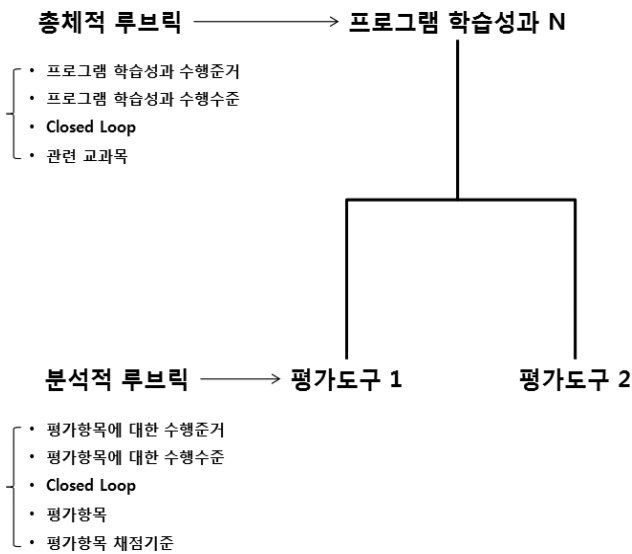 총체적 루브릭 → 프로그램 학습성과 N
• 프로그램 학습성과 수행준거
• 프로그램 학습성과 수행수준
• Closed Loop
• 관련 교과목
분석적 루브릭 → 평가도구 1 평가도구 2
• 평가항목에 대한 수행준거
• 평가항목에 대한 수행수준
• Closed Loop
• 평가항목
• 평가항목 채점기준